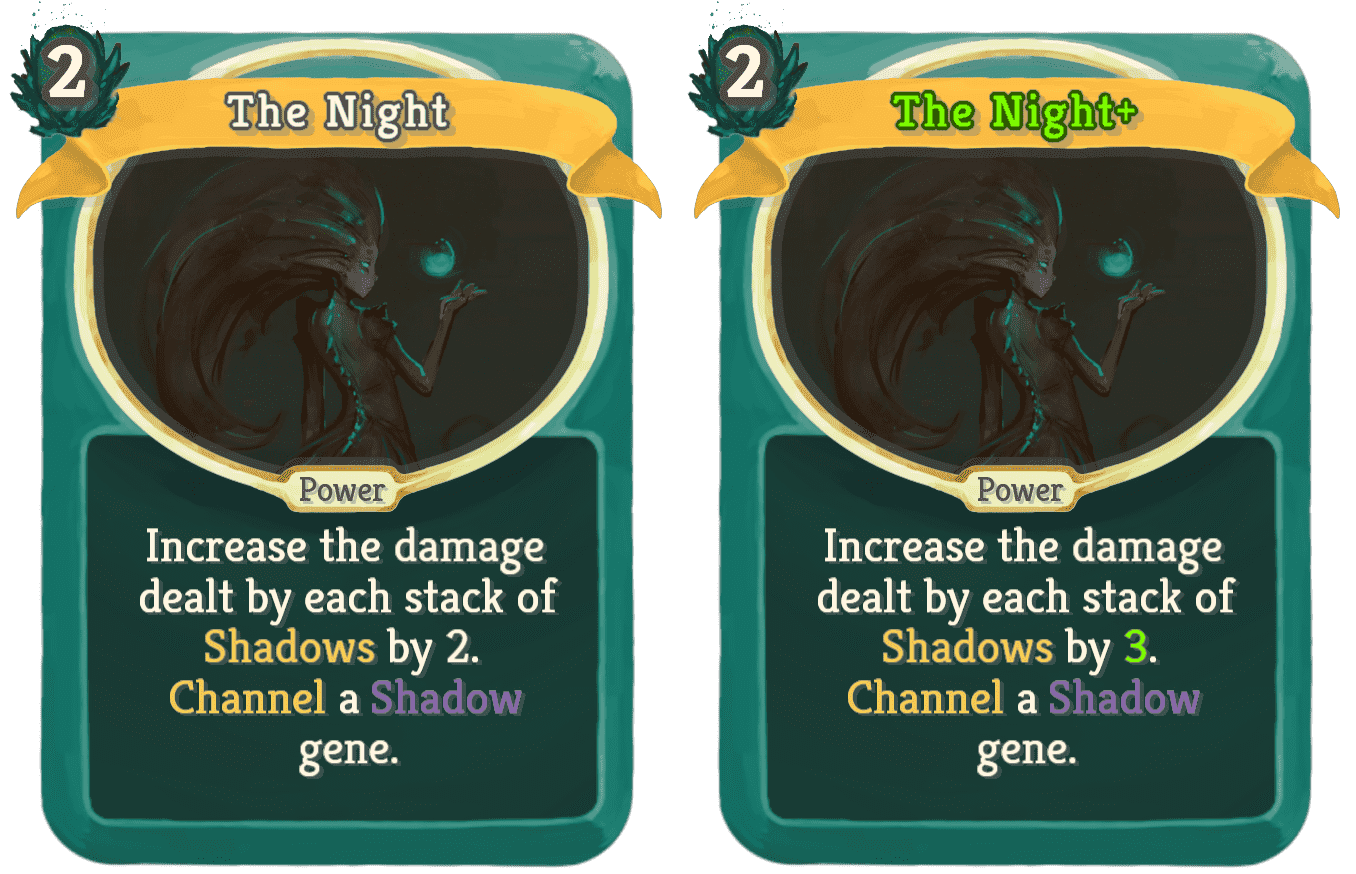 2
The Night
Power
Increase the damage
dealt by each stack of
Shadows by 2.
Channel a Shadow
gene.
2
The Night+
Power
Increase the damage
dealt by each stack of
Shadows by 3.
Channel a Shadow
gene.